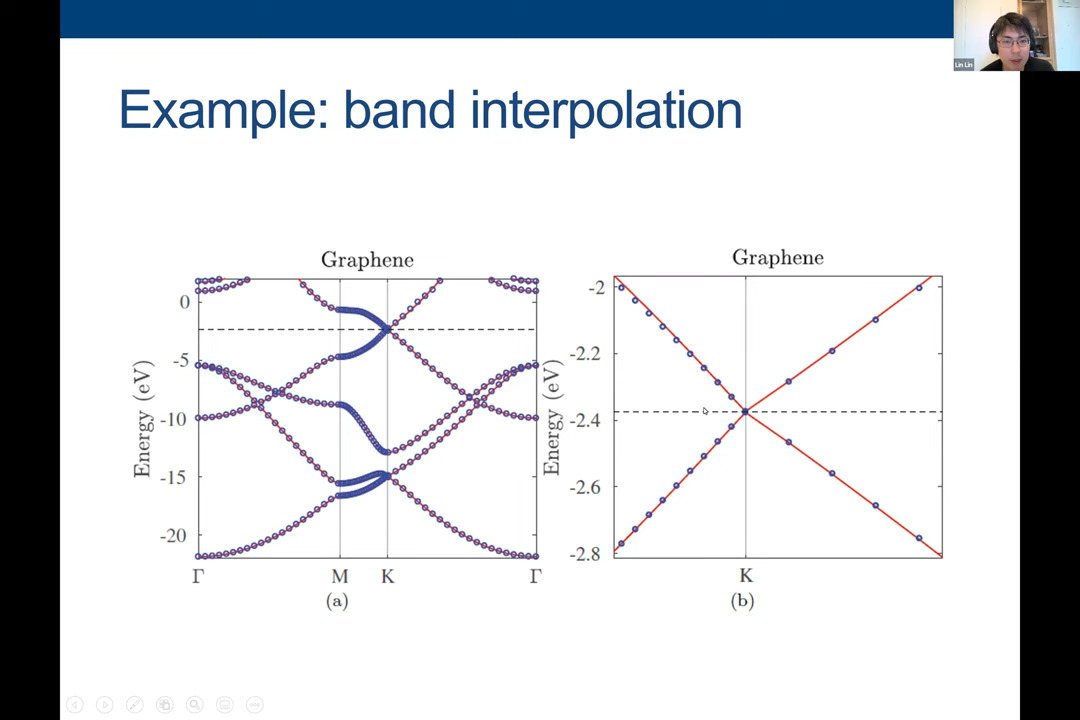 Lin Lin
Example: band interpolation
Graphene
Energy (eV)
0
-5
-10
-15
-20
Γ M K Γ
(a)
Graphene
Energy (eV)
-2
-2.2
-2.4
-2.6
-2.8
K
(b)